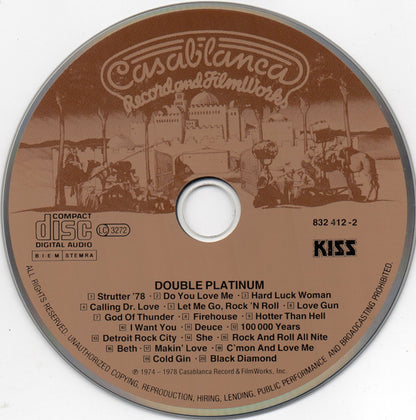 Casablanca
Record and FilmWorks
COMPACT
disc
DIGITAL AUDIO
LC 3272
BIEM STEMRA
832 412-2
KISS
DOUBLE PLATINUM
1 Strutter '78 2 Do You Love Me 3 Hard Luck Woman
4 Calling Dr. Love 5 Let Me Go, Rock 'N Roll 6 Love Gun
7 God Of Thunder 8 Firehouse 9 Hotter Than Hell
10 I Want You 11 Deuce 12 100 000 Years
13 Detroit Rock City 14 She 15 Rock And Roll All Nite
16 Beth 17 Makin' Love 18 C'mon And Love Me
19 Cold Gin 20 Black Diamond
℗ 1974 - 1978 Casablanca Record & FilmWorks, Inc.
ALL RIGHTS RESERVED. UNAUTHORIZED COPYING, REPRODUCTION, HIRING, LENDING, PUBLIC PERFORMANCE AND BROADCASTING PROHIBITED.